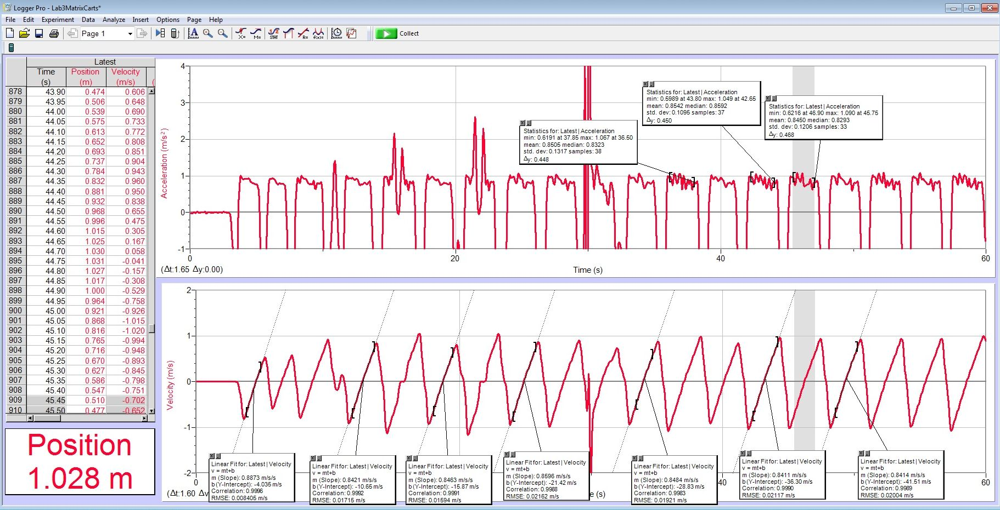 Logger Pro - Lab3MatrixCarts*
File Edit Experiment Data Analyze Insert Options Page Help
Page 1
Collect
Latest
Time Position Velocity
(s) (m) (m/s) (
878 43.90 0.474 0.606
879 43.95 0.506 0.648
880 44.00 0.539 0.690
881 44.05 0.575 0.733
882 44.10 0.613 0.772
883 44.15 0.652 0.808
884 44.20 0.693 0.851
885 44.25 0.737 0.904
886 44.30 0.784 0.943
887 44.35 0.832 0.960
888 44.40 0.881 0.950
889 44.45 0.932 0.838
890 44.50 0.968 0.655
891 44.55 0.996 0.475
892 44.60 1.015 0.305
893 44.65 1.025 0.167
894 44.70 1.030 0.058
895 44.75 1.031 -0.041
896 44.80 1.027 -0.157
897 44.85 1.017 -0.308
898 44.90 1.000 -0.529
899 44.95 0.964 -0.758
900 45.00 0.921 -0.926
901 45.05 0.868 -1.015
902 45.10 0.816 -1.020
903 45.15 0.765 -0.994
904 45.20 0.716 -0.948
905 45.25 0.670 -0.893
906 45.30 0.627 -0.845
907 45.35 0.586 -0.798
908 45.40 0.547 -0.751
909 45.45 0.510 -0.702
910 45.50 0.477 -0.652
Position
1.028 m
Acceleration (m/s²)
4
3
2
1
0
-1
0 20 40 60
(Δt:1.65 Δy:0.00)
Time (s)
Statistics for: Latest | Acceleration
min: 0.6191 at 37.85 max: 1.067 at 36.50
mean: 0.8505 median: 0.8323
std. dev: 0.1317 samples: 38
Δy: 0.448
Statistics for: Latest | Acceleration
min: 0.5989 at 43.80 max: 1.049 at 42.65
mean: 0.8542 median: 0.8592
std. dev: 0.1095 samples: 37
Δy: 0.450
Statistics for: Latest | Acceleration
min: 0.6216 at 46.90 max: 1.090 at 45.75
mean: 0.8450 median: 0.8293
std. dev: 0.1206 samples: 33
Δy: 0.468
Velocity (m/s)
2
1
0
-1
-2
0 40 60
(Δt:1.60 Δv
e (s)
Linear Fit for: Latest | Velocity
v = mt+b
m (Slope): 0.8873 m/s/s
b (Y-Intercept): -4.035 m/s
Correlation: 0.9996
RMSE: 0.008405 m/s
Linear Fit for: Latest | Velocity
v = mt+b
m (Slope): 0.8421 m/s/s
b (Y-Intercept): -10.65 m/s
Correlation: 0.9992
RMSE: 0.01715 m/s
Linear Fit for: Latest | Velocity
v = mt+b
m (Slope): 0.8463 m/s/s
b (Y-Intercept): -15.87 m/s
Correlation: 0.9991
RMSE: 0.01594 m/s
Linear Fit for: Latest | Velocity
v = mt+b
m (Slope): 0.8596 m/s/s
b (Y-Intercept): -21.42 m/s
Correlation: 0.9988
RMSE: 0.02162 m/s
Linear Fit for: Latest | Velocity
v = mt+b
m (Slope): 0.8484 m/s/s
b (Y-Intercept): -28.83 m/s
Correlation: 0.9983
RMSE: 0.01921 m/s
Linear Fit for: Latest | Velocity
v = mt+b
m (Slope): 0.8411 m/s/s
b (Y-Intercept): -36.30 m/s
Correlation: 0.9990
RMSE: 0.02117 m/s
Linear Fit for: Latest | Velocity
v = mt+b
m (Slope): 0.8414 m/s/s
b (Y-Intercept): -41.51 m/s
Correlation: 0.9989
RMSE: 0.02004 m/s